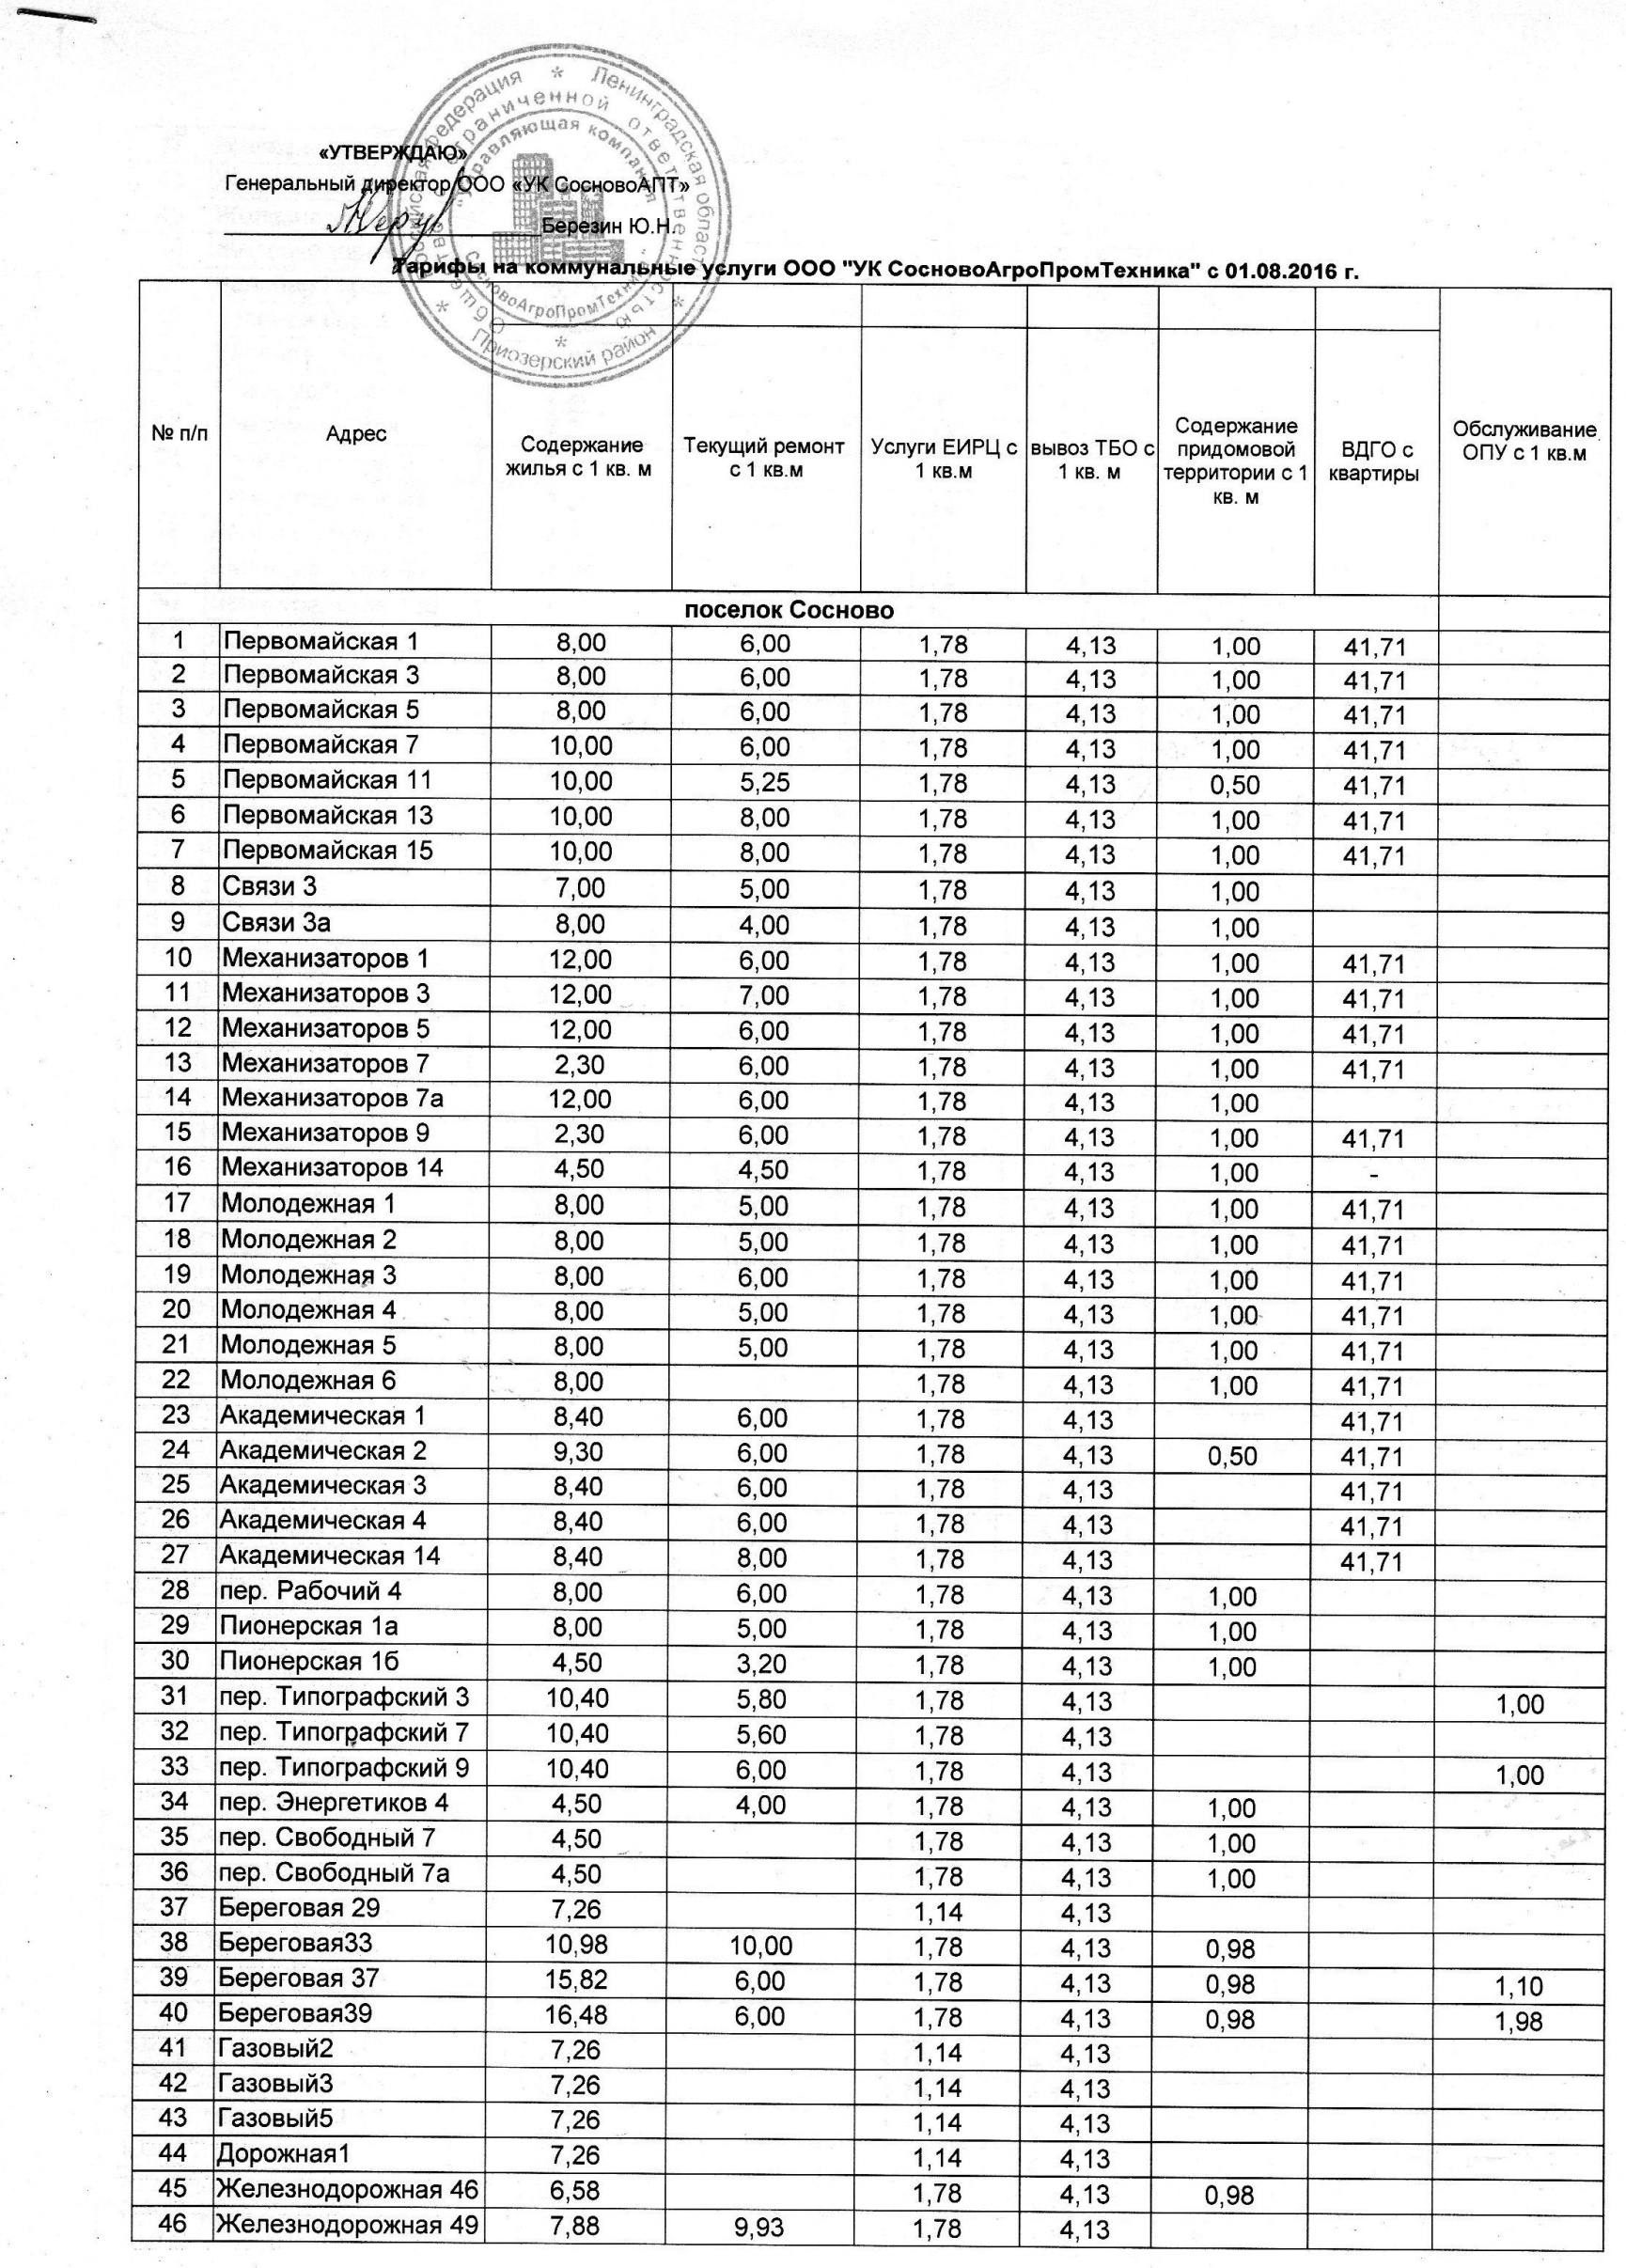 Российская Федерация * Ленинградская область * Приозерский район *
Общество с ограниченной ответственностью *
"Управляющая компания СосновоАгроПромТехника"
«УТВЕРЖДАЮ»
Генеральный директор ООО «УК СосновоАПТ»
Березин Ю.Н.
Тарифы на коммунальные услуги ООО "УК СосновоАгроПромТехника" с 01.08.2016 г.
№ п/п Адрес Содержание жилья с 1 кв. м Текущий ремонт с 1 кв.м Услуги ЕИРЦ с 1 кв.м вывоз ТБО с 1 кв. м Содержание придомовой территории с 1 кв. м ВДГО с квартиры Обслуживание ОПУ с 1 кв.м
поселок Сосново
1 Первомайская 1 8,00 6,00 1,78 4,13 1,00 41,71
2 Первомайская 3 8,00 6,00 1,78 4,13 1,00 41,71
3 Первомайская 5 8,00 6,00 1,78 4,13 1,00 41,71
4 Первомайская 7 10,00 6,00 1,78 4,13 1,00 41,71
5 Первомайская 11 10,00 5,25 1,78 4,13 0,50 41,71
6 Первомайская 13 10,00 8,00 1,78 4,13 1,00 41,71
7 Первомайская 15 10,00 8,00 1,78 4,13 1,00 41,71
8 Связи 3 7,00 5,00 1,78 4,13 1,00
9 Связи 3а 8,00 4,00 1,78 4,13 1,00
10 Механизаторов 1 12,00 6,00 1,78 4,13 1,00 41,71
11 Механизаторов 3 12,00 7,00 1,78 4,13 1,00 41,71
12 Механизаторов 5 12,00 6,00 1,78 4,13 1,00 41,71
13 Механизаторов 7 2,30 6,00 1,78 4,13 1,00 41,71
14 Механизаторов 7а 12,00 6,00 1,78 4,13 1,00
15 Механизаторов 9 2,30 6,00 1,78 4,13 1,00 41,71
16 Механизаторов 14 4,50 4,50 1,78 4,13 1,00 -
17 Молодежная 1 8,00 5,00 1,78 4,13 1,00 41,71
18 Молодежная 2 8,00 5,00 1,78 4,13 1,00 41,71
19 Молодежная 3 8,00 6,00 1,78 4,13 1,00 41,71
20 Молодежная 4 8,00 5,00 1,78 4,13 1,00 41,71
21 Молодежная 5 8,00 5,00 1,78 4,13 1,00 41,71
22 Молодежная 6 8,00 1,78 4,13 1,00 41,71
23 Академическая 1 8,40 6,00 1,78 4,13 41,71
24 Академическая 2 9,30 6,00 1,78 4,13 0,50 41,71
25 Академическая 3 8,40 6,00 1,78 4,13 41,71
26 Академическая 4 8,40 6,00 1,78 4,13 41,71
27 Академическая 14 8,40 8,00 1,78 4,13 41,71
28 пер. Рабочий 4 8,00 6,00 1,78 4,13 1,00
29 Пионерская 1а 8,00 5,00 1,78 4,13 1,00
30 Пионерская 1б 4,50 3,20 1,78 4,13 1,00
31 пер. Типографский 3 10,40 5,80 1,78 4,13 1,00
32 пер. Типографский 7 10,40 5,60 1,78 4,13
33 пер. Типографский 9 10,40 6,00 1,78 4,13 1,00
34 пер. Энергетиков 4 4,50 4,00 1,78 4,13 1,00
35 пер. Свободный 7 4,50 1,78 4,13 1,00
36 пер. Свободный 7а 4,50 1,78 4,13 1,00
37 Береговая 29 7,26 1,14 4,13
38 Береговая33 10,98 10,00 1,78 4,13 0,98
39 Береговая 37 15,82 6,00 1,78 4,13 0,98 1,10
40 Береговая39 16,48 6,00 1,78 4,13 0,98 1,98
41 Газовый2 7,26 1,14 4,13
42 Газовый3 7,26 1,14 4,13
43 Газовый5 7,26 1,14 4,13
44 Дорожная1 7,26 1,14 4,13
45 Железнодорожная 46 6,58 1,78 4,13 0,98
46 Железнодорожная 49 7,88 9,93 1,78 4,13